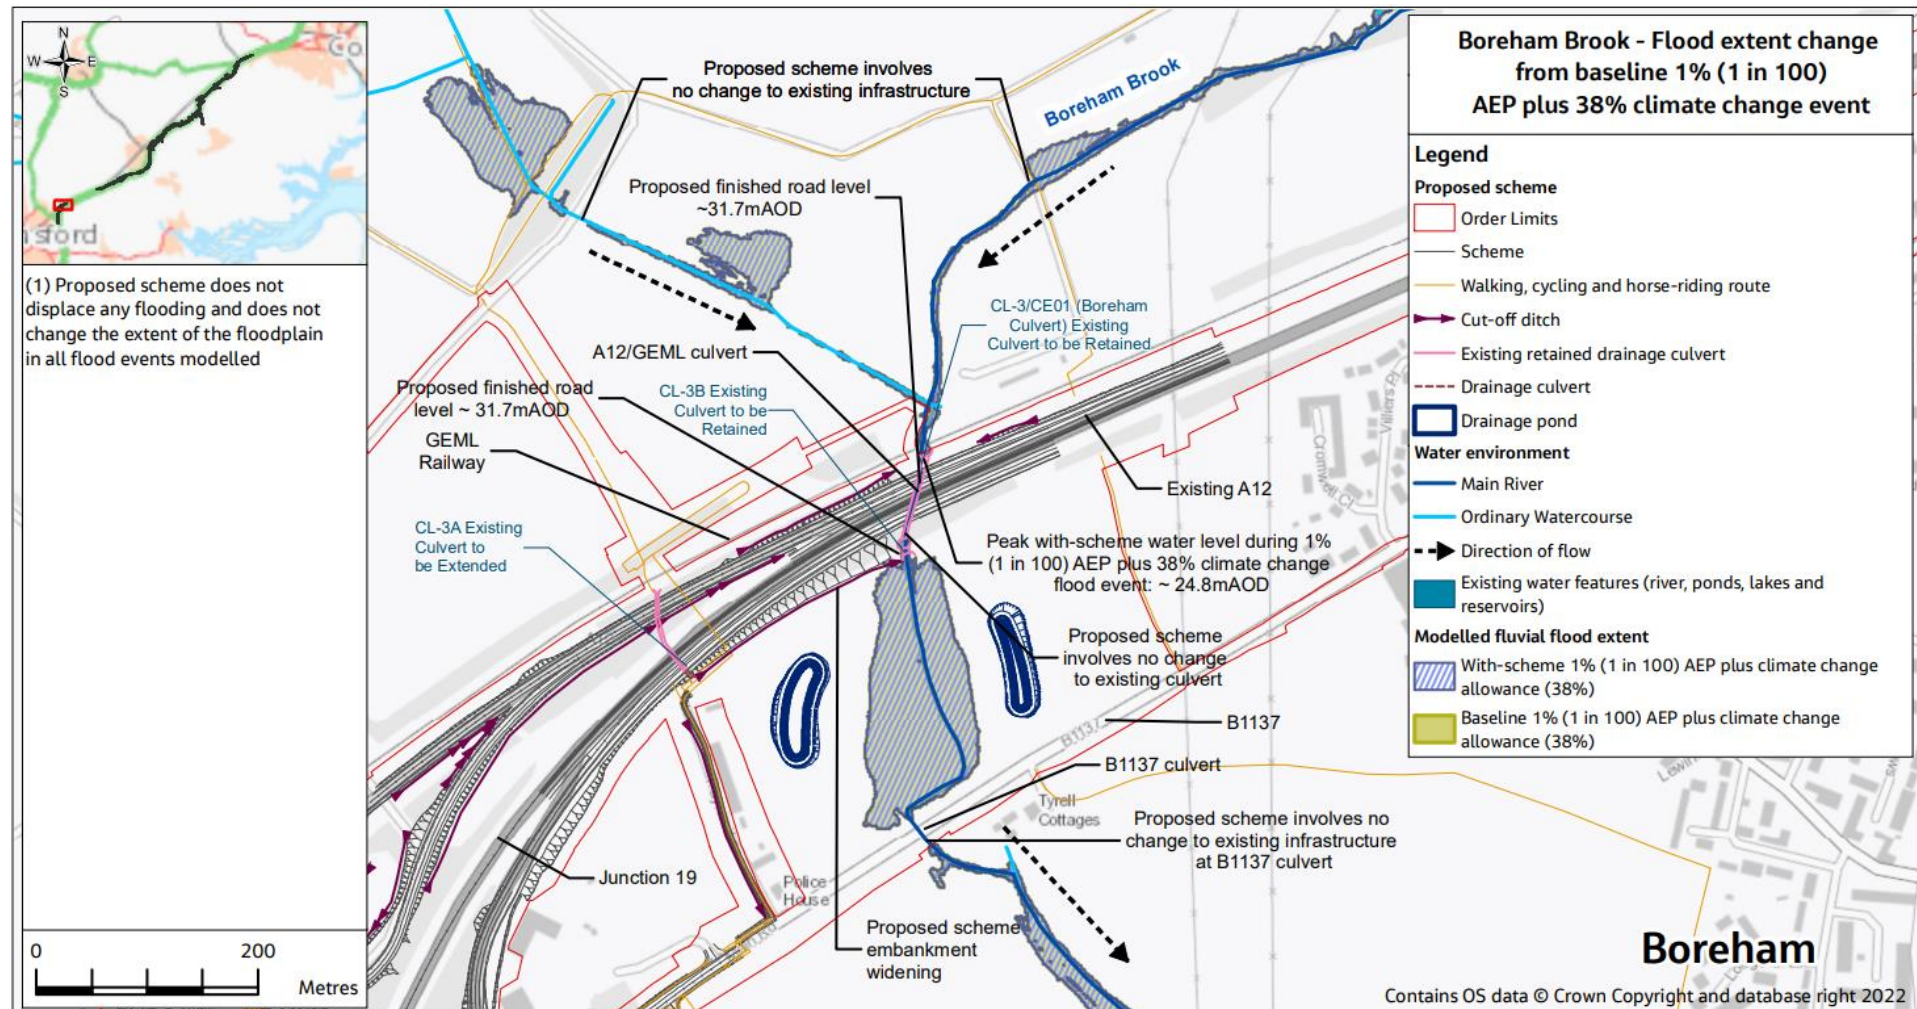 N
W E
S
Co
nsford
(1) Proposed scheme does not
displace any flooding and does not
change the extent of the floodplain
in all flood events modelled
0 200
Metres
Proposed scheme involves
no change to existing infrastructure
Boreham Brook
Proposed finished road level
~31.7mAOD
CL-3/CE01 (Boreham
Culvert) Existing
Culvert to be Retained
A12/GEML culvert
Proposed finished road
level ~ 31.7mAOD
CL-3B Existing
Culvert to be
Retained
GEML
Railway
Existing A12
CL-3A Existing
Culvert to
be Extended
Peak with-scheme water level during 1%
(1 in 100) AEP plus 38% climate change
flood event: ~ 24.8mAOD
Proposed scheme
involves no change
to existing culvert
B1137
B1137
B1137 culvert
Tyrell
Cottages
Proposed scheme involves no
change to existing infrastructure
at B1137 culvert
Junction 19
Police
House
Proposed scheme
embankment
widening
Cromwell Cl
Villiers Pl
Boreham
Contains OS data © Crown Copyright and database right 2022
Boreham Brook - Flood extent change
from baseline 1% (1 in 100)
AEP plus 38% climate change event
Legend
Proposed scheme
Order Limits
Scheme
Walking, cycling and horse-riding route
Cut-off ditch
Existing retained drainage culvert
Drainage culvert
Drainage pond
Water environment
Main River
Ordinary Watercourse
Direction of flow
Existing water features (river, ponds, lakes and
reservoirs)
Modelled fluvial flood extent
With-scheme 1% (1 in 100) AEP plus climate change
allowance (38%)
Baseline 1% (1 in 100) AEP plus climate change
allowance (38%)